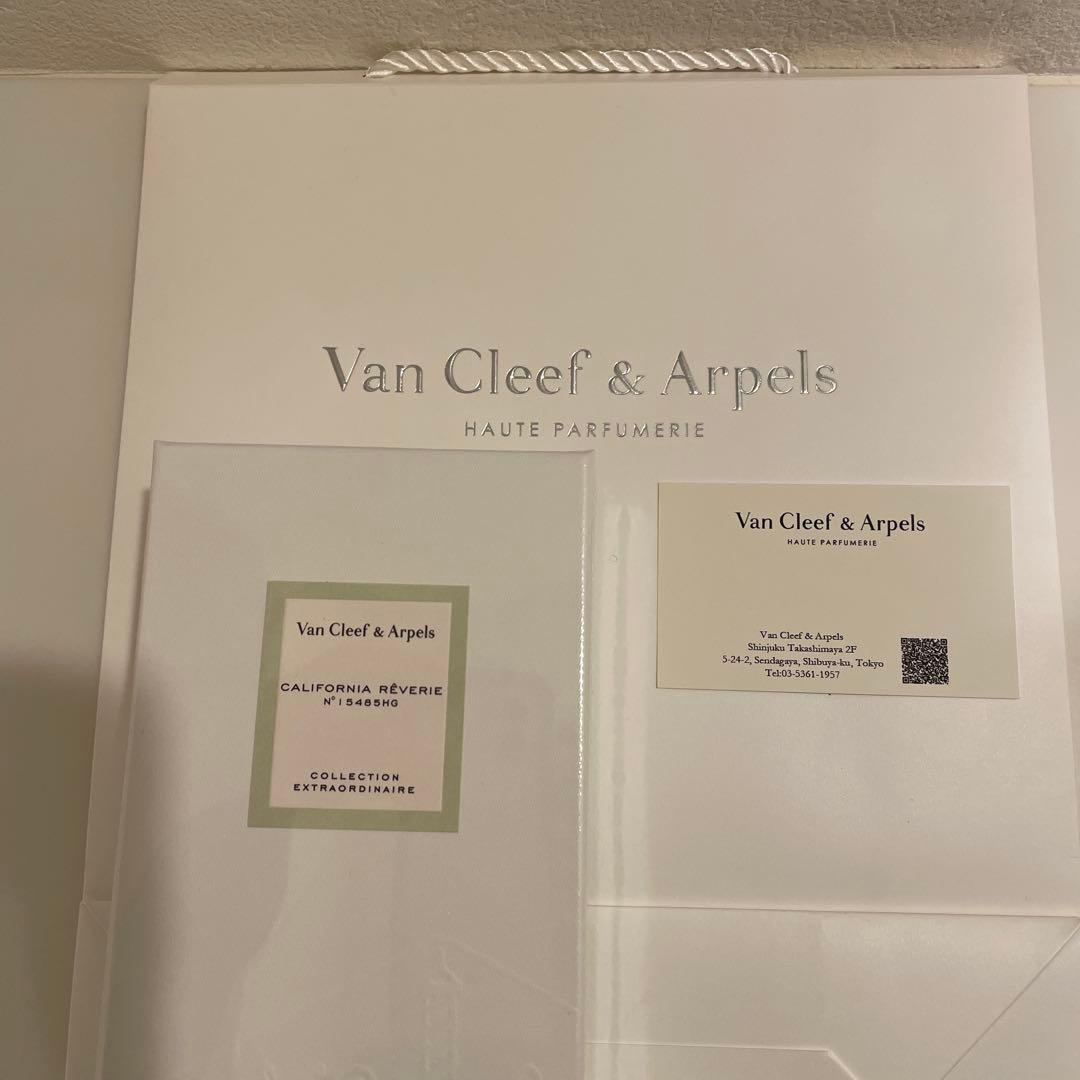 Van Cleef & Arpels
HAUTE PARFUMERIE
Van Cleef & Arpels
CALIFORNIA RÊVERIE
N° 15485HG
COLLECTION
EXTRAORDINAIRE
Van Cleef & Arpels
HAUTE PARFUMERIE
Van Cleef & Arpels
Shinjuku Takashimaya 2F
5-24-2, Sendagaya, Shibuya-ku, Tokyo
Tel:03-5361-1957